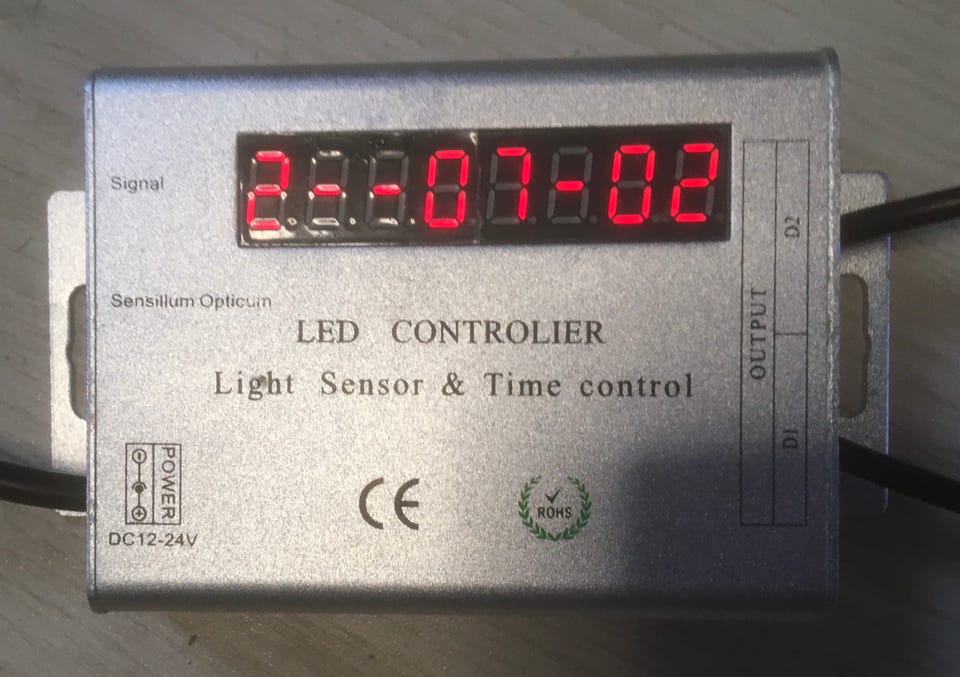 2--07-02
Signal
Sensillum Opticum
LED CONTROLIER
Light Sensor & Time control
OUTPUT
D2
D1
POWER
DC12-24V
CE
ROHS